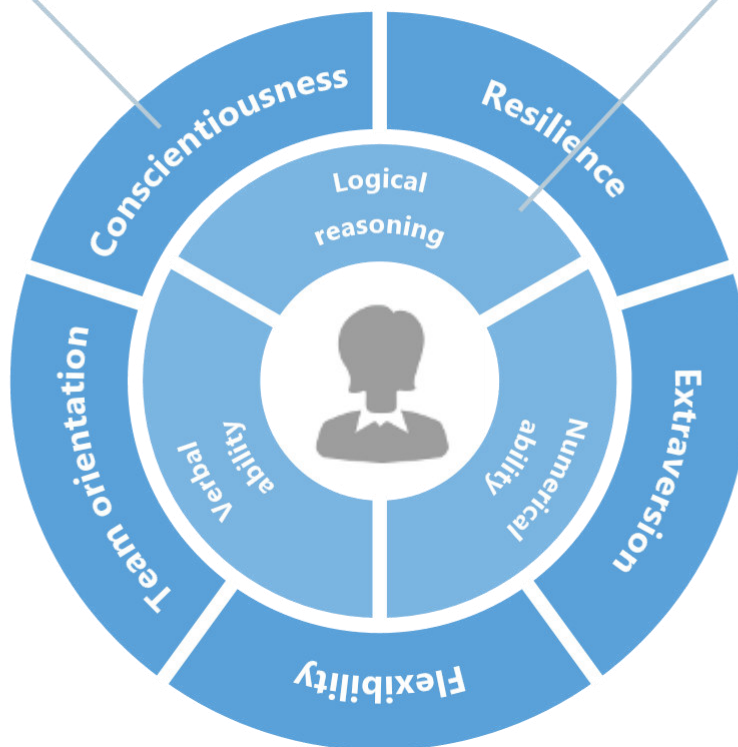 Conscientiousness
Resilience
Extraversion
Flexibility
Team orientation
Logical
reasoning
Numerical
ability
Verbal
ability